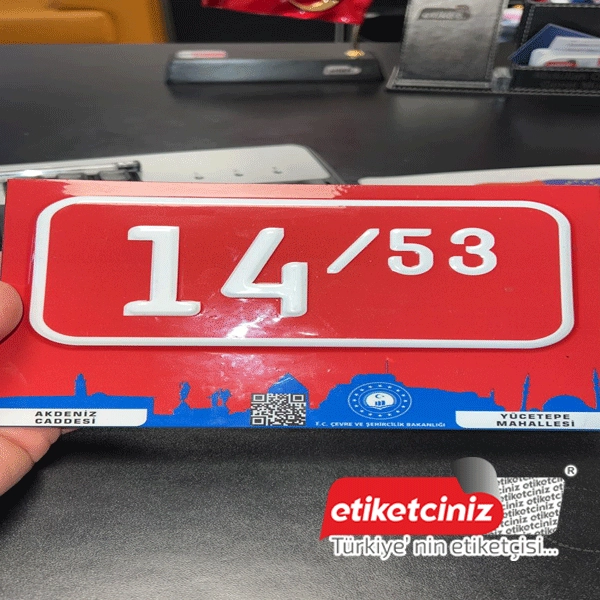 14/53
AKDENİZ
CADDESİ
T.C. ÇEVRE VE ŞEHİRCİLİK BAKANLIĞI
YÜCETEPE
MAHALLESİ
etiketciniz
®
Türkiye' nin etiketçisi...